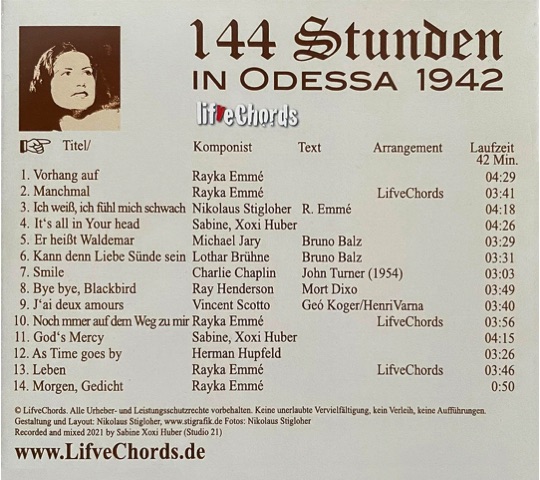 144 Stunden
IN ODESSA 1942
lifveChords
Titel/ Komponist Text Arrangement Laufzeit
42 Min.
1. Vorhang auf Rayka Emmé 04:29
2. Manchmal Rayka Emmé LifveChords 03:41
3. Ich weiß, ich fühl mich schwach Nikolaus Stigloher R. Emmé 04:18
4. It's all in Your head Sabine, Xoxi Huber 04:26
5. Er heißt Waldemar Michael Jary Bruno Balz 03:29
6. Kann denn Liebe Sünde sein Lothar Brühne Bruno Balz 03:31
7. Smile Charlie Chaplin John Turner (1954) 03:03
8. Bye bye, Blackbird Ray Henderson Mort Dixo 03:49
9. J'ai deux amours Vincent Scotto Geó Koger/HenriVarna 03:40
10. Noch mmer auf dem Weg zu mir Rayka Emmé LifveChords 03:56
11. God's Mercy Sabine, Xoxi Huber 04:15
12. As Time goes by Herman Hupfeld 03:26
13. Leben Rayka Emmé LifveChords 03:46
14. Morgen, Gedicht Rayka Emmé 0:50
© LifveChords. Alle Urheber- und Leistungsschutzrechte vorbehalten. Keine unerlaubte Vervielfältigung, kein Verleih, keine Aufführungen.
Gestaltung und Layout: Nikolaus Stigloher, www.stigrafik.de Fotos: Nikolaus Stigloher
Recorded and mixed 2021 by Sabine Xoxi Huber (Studio 21)
www.LifveChords.de